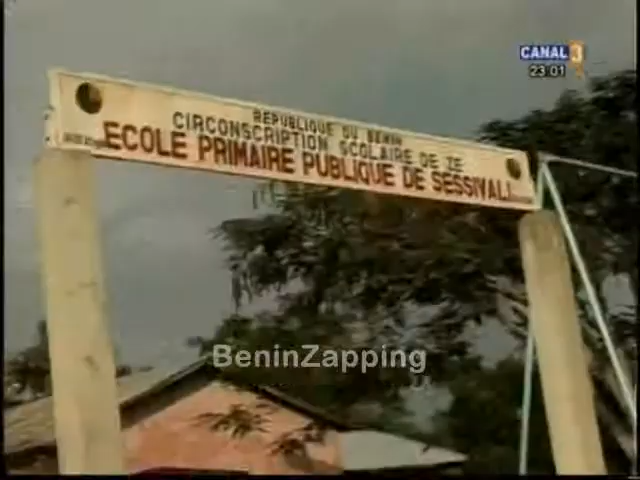 CANAL 3
23:01
REPUBLIQUE DU BENIN
CIRCONSCRIPTION SCOLAIRE DE ZE
ECOLE PRIMAIRE PUBLIQUE DE SESSIVALI
BeninZapping